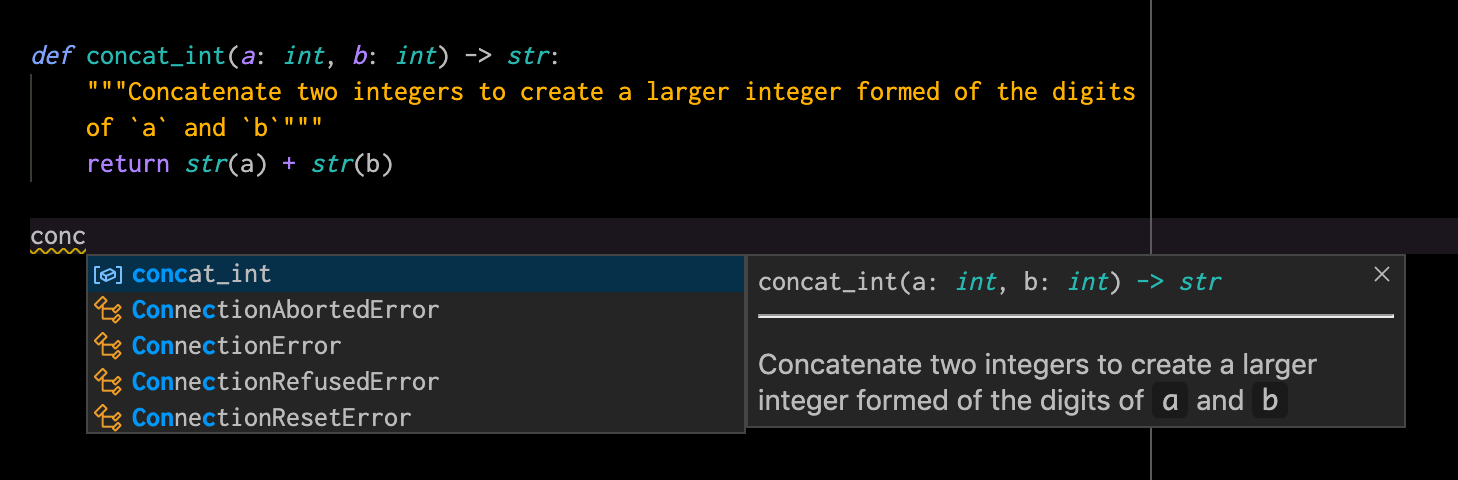 def concat_int(a: int, b: int) -> str:
    """Concatenate two integers to create a larger integer formed of the digits
    of `a` and `b`"""
    return str(a) + str(b)
conc
concat_int
ConnectionAbortedError
ConnectionError
ConnectionRefusedError
ConnectionResetError
concat_int(a: int, b: int) -> str
Concatenate two integers to create a larger
integer formed of the digits of a and b